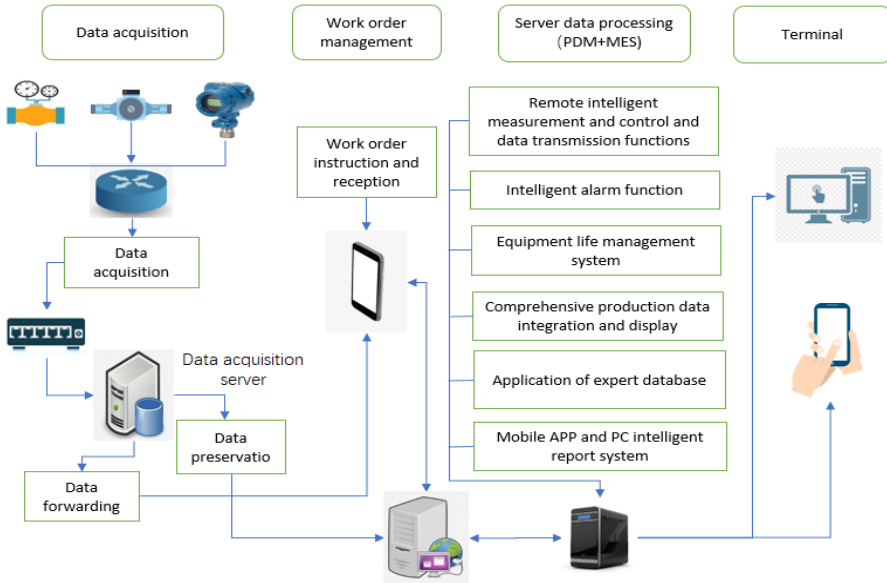 Data acquisition
Work order
management
Server data processing
(PDM+MES)
Terminal
Remote intelligent
measurement and control and
data transmission functions
Work order
instruction and
reception
Intelligent alarm function
Data
acquisition
Equipment life management
system
Comprehensive production data
integration and display
Data acquisition
server
Application of expert database
Data
preservatio
Mobile APP and PC intelligent
report system
Data
forwarding